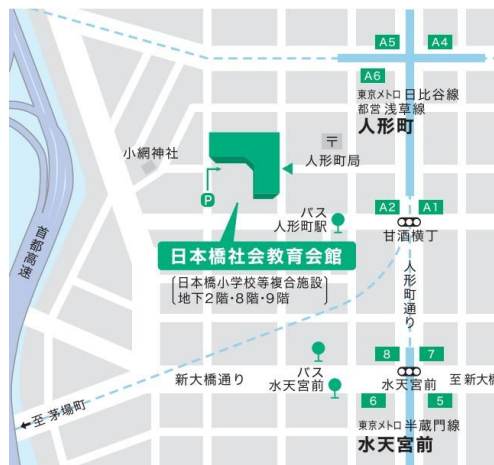 A5
A4
A6
東京メトロ 日比谷線
都営 浅草線
人形町
小網神社
〒
人形町局
P
バス
人形町駅
A2
A1
甘酒横丁
首都高速
日本橋社会教育会館
日本橋小学校等複合施設
地下2階・8階・9階
人形町通り
8
7
新大橋通り
バス
水天宮前
水天宮前
至 新大橋
←至 茅場町
6
5
東京メトロ 半蔵門線
水天宮前